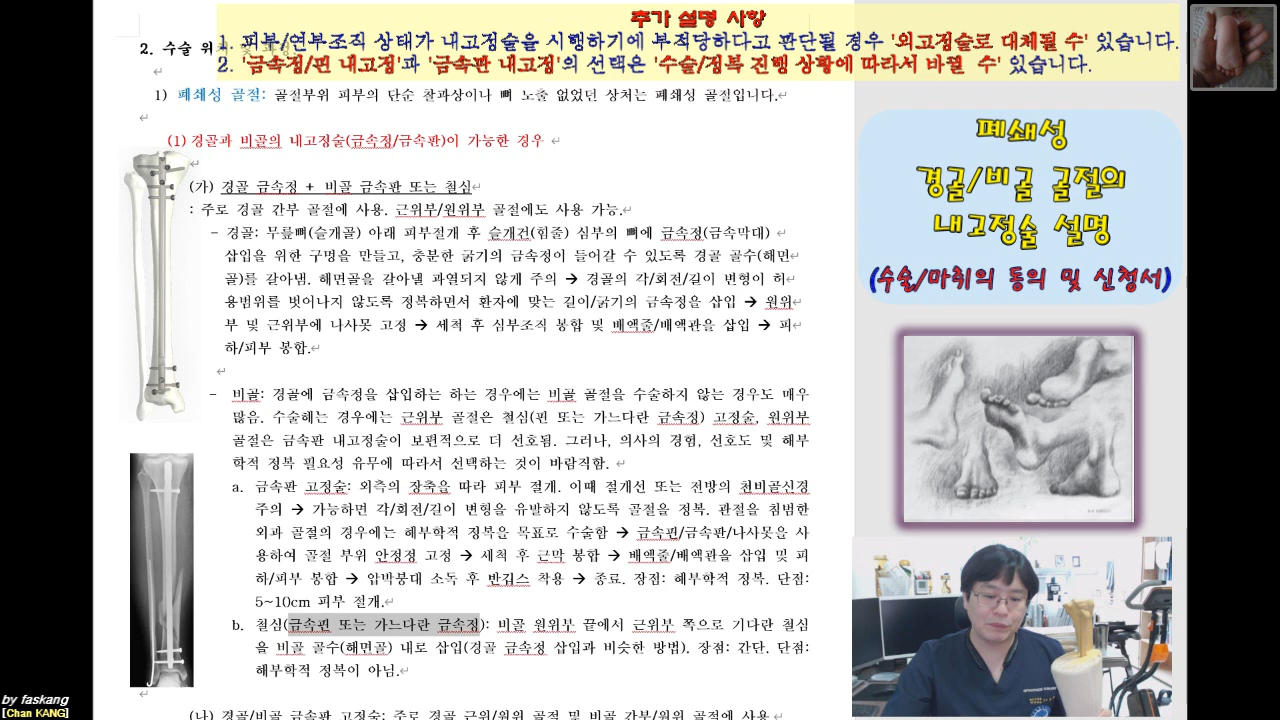 추가 설명 사항
1. 피부/연부조직 상태가 내고정술을 시행하기에 부적당하다고 판단될 경우 '외고정술로 대체될 수' 있습니다.
2. '금속정/핀 내고정'과 '금속판 내고정'의 선택은 '수술/정복 진행 상황에 따라서 바뀔 수' 있습니다.
2. 수술 위
1) 폐쇄성 골절: 골절부위 피부의 단순 찰과상이나 뼈 노출 없었던 상처는 폐쇄성 골절입니다.
(1) 경골과 비골의 내고정술(금속정/금속판)이 가능한 경우
(가) 경골 금속정 + 비골 금속판 또는 철심
: 주로 경골 간부 골절에 사용. 근위부/원위부 골절에도 사용 가능.
- 경골: 무릎뼈(슬개골) 아래 피부절개 후 슬개건(힘줄) 심부의 뼈에 금속정(금속막대)
삽입을 위한 구멍을 만들고, 충분한 굵기의 금속정이 들어갈 수 있도록 경골 골수(해면
골)를 갈아냄. 해면골을 갈아낼 과열되지 않게 주의 → 경골의 각/회전/길이 변형이 허
용범위를 벗어나지 않도록 정복하면서 환자에 맞는 길이/굵기의 금속정을 삽입 → 원위
부 및 근위부에 나사못 고정 → 세척 후 심부조직 봉합 및 배액줄/배액관을 삽입 → 피
하/피부 봉합.
- 비골: 경골에 금속정을 삽입하는 하는 경우에는 비골 골절을 수술하지 않는 경우도 매우
많음. 수술헤는 경우에는 근위부 골절은 철심(핀 또는 가느다란 금속정) 고정술, 원위부
골절은 금속판 내고정술이 보편적으로 더 선호됨. 그러나, 의사의 경험, 선호도 및 해부
학적 정복 필요성 유무에 따라서 선택하는 것이 바람직함.
a. 금속판 고정술: 외측의 장축을 따라 피부 절개. 이때 절개선 또는 전방의 천비골신경
주의 → 가능하면 각/회전/길이 변형을 유발하지 않도록 골절을 정복. 관절을 침범한
외과 골절의 경우에는 해부학적 정복을 목표로 수술함 → 금속핀/금속판/나사못을 사
용하여 골절 부위 안정정 고정 → 세척 후 근막 봉합 → 배액줄/배액관을 삽입 및 피
하/피부 봉합 → 압박붕대 소독 후 반깁스 착용 → 종료. 장점: 해부학적 정복. 단점:
5~10cm 피부 절개.
b. 철심(금속핀 또는 가느다란 금속정): 비골 원위부 끝에서 근위부 쪽으로 기다란 철심
을 비골 골수(해면골) 내로 삽입(경골 금속정 삽입과 비슷한 방법). 장점: 간단. 단점:
해부학적 정복이 아님.
(나) 경골/비골 금속판 고정술: 주로 경골 근위/원위 골절 및 비골 간부/원위 골절에 사용
폐쇄성
경골/비골 골절의
내고정술 설명
(수술/마취의 동의 및 신청서)
by faskang
[Chan KANG]